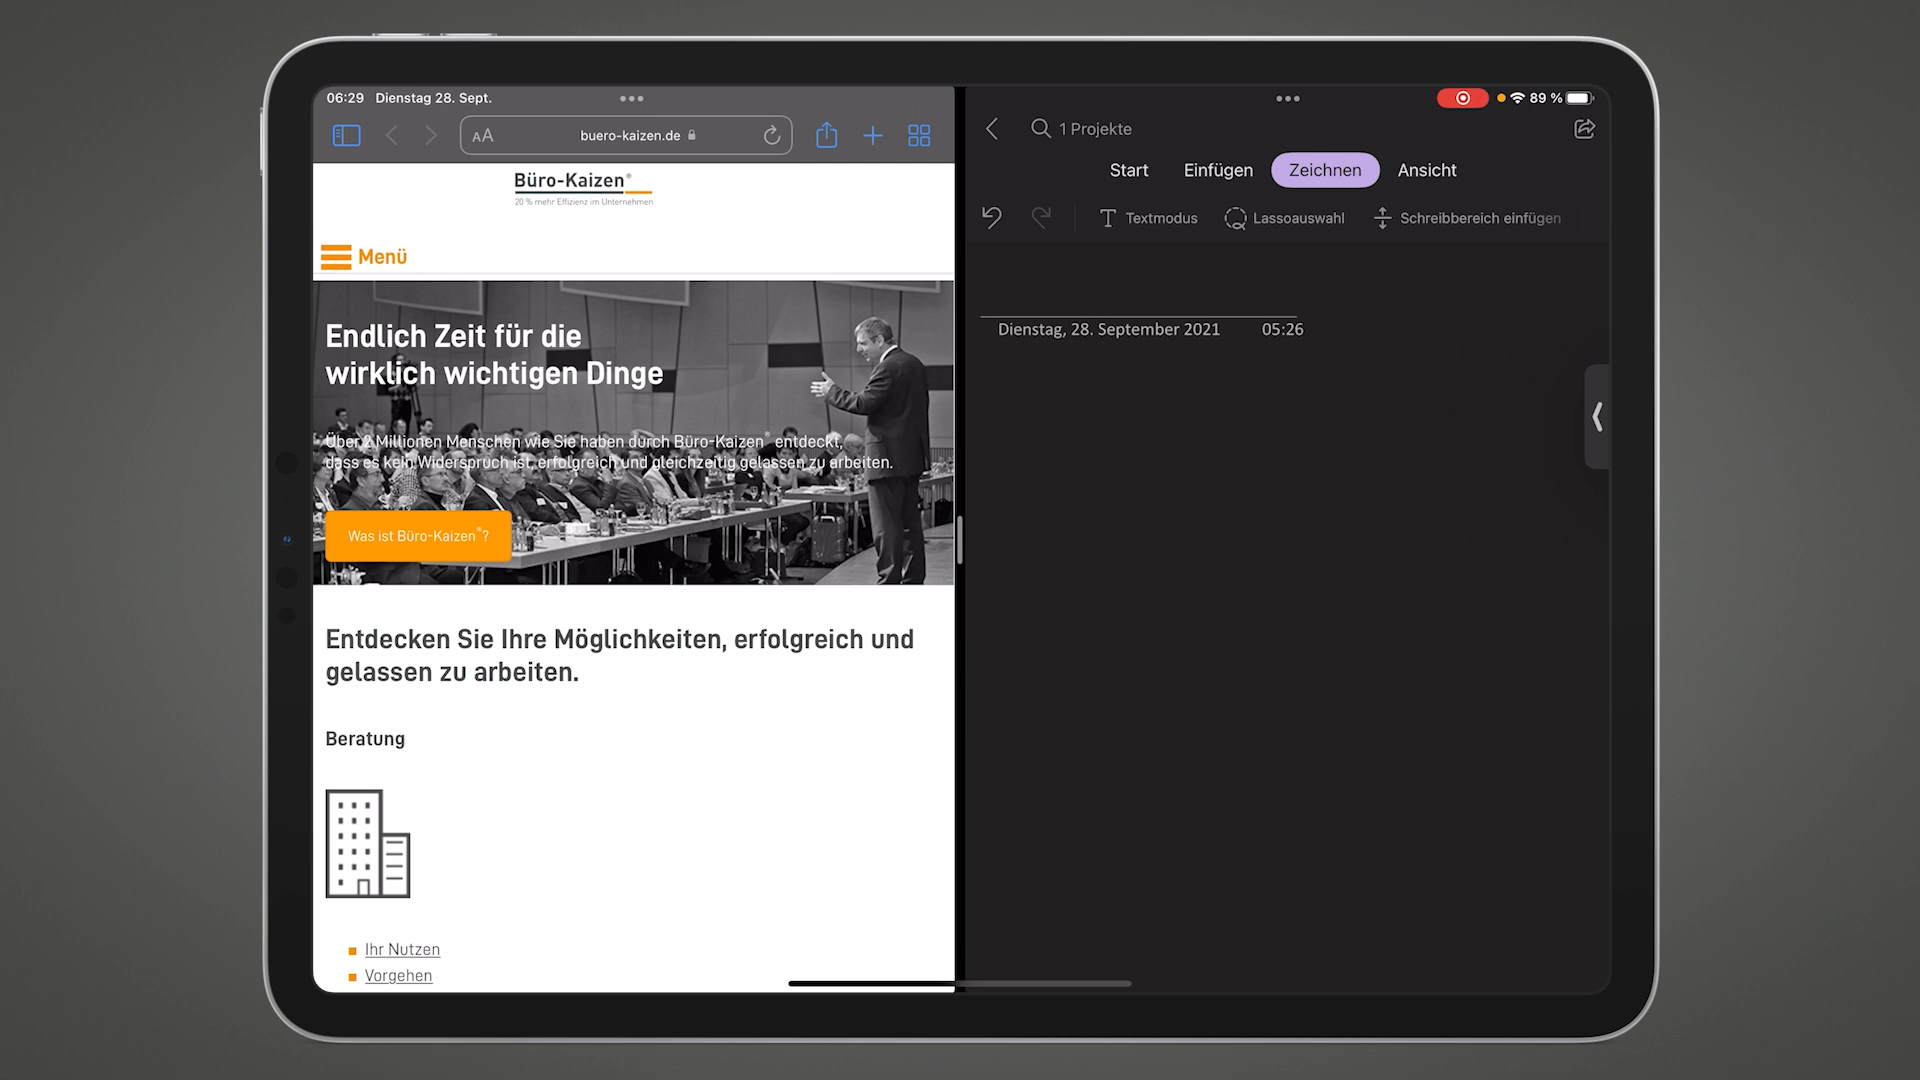 06:29 Dienstag 28. Sept.
AA buero-kaizen.de
Büro-Kaizen®
20 % mehr Effizienz im Unternehmen
Menü
Endlich Zeit für die
wirklich wichtigen Dinge
Über 2 Millionen Menschen wie Sie haben durch Büro-Kaizen® entdeckt,
dass es kein Widerspruch ist, erfolgreich und gleichzeitig gelassen zu arbeiten.
Was ist Büro-Kaizen®?
Entdecken Sie Ihre Möglichkeiten, erfolgreich und
gelassen zu arbeiten.
Beratung
Ihr Nutzen
Vorgehen
89 %
1 Projekte
Start Einfügen Zeichnen Ansicht
Textmodus Lassoauswahl Schreibbereich einfügen
Dienstag, 28. September 2021 05:26